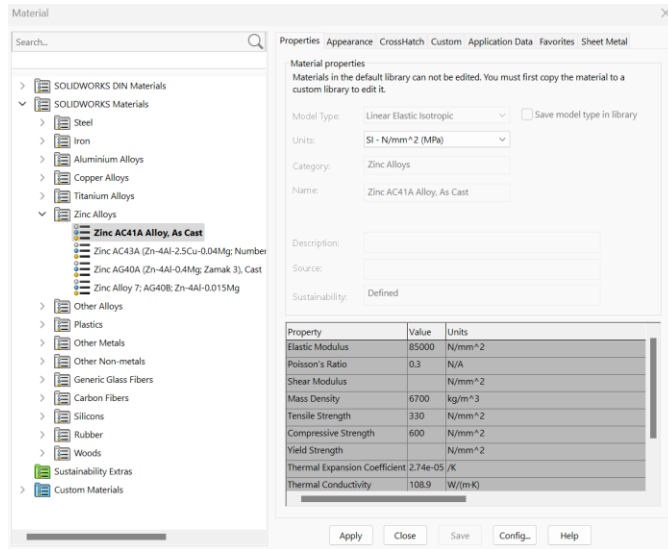 Material
Search...
SOLIDWORKS DIN Materials
SOLIDWORKS Materials
Steel
Iron
Aluminium Alloys
Copper Alloys
Titanium Alloys
Zinc Alloys
Zinc AC41A Alloy, As Cast
Zinc AC43A (Zn-4Al-2.5Cu-0.04Mg; Number
Zinc AG40A (Zn-4Al-0.4Mg; Zamak 3), Cast
Zinc Alloy 7; AG40B; Zn-4Al-0.015Mg
Other Alloys
Plastics
Other Metals
Other Non-metals
Generic Glass Fibers
Carbon Fibers
Silicons
Rubber
Woods
Sustainability Extras
Custom Materials
Properties Appearance CrossHatch Custom Application Data Favorites Sheet Metal
Material properties
Materials in the default library can not be edited. You must first copy the material to a
custom library to edit it.
Model Type: Linear Elastic Isotropic Save model type in library
Units: SI - N/mm^2 (MPa)
Category: Zinc Alloys
Name: Zinc AC41A Alloy, As Cast
Description:
Source:
Sustainability: Defined
Property Value Units
Elastic Modulus 85000 N/mm^2
Poisson's Ratio 0.3 N/A
Shear Modulus N/mm^2
Mass Density 6700 kg/m^3
Tensile Strength 330 N/mm^2
Compressive Strength 600 N/mm^2
Yield Strength N/mm^2
Thermal Expansion Coefficient 2.74e-05 /K
Thermal Conductivity 108.9 W/(m·K)
Apply Close Save Config... Help